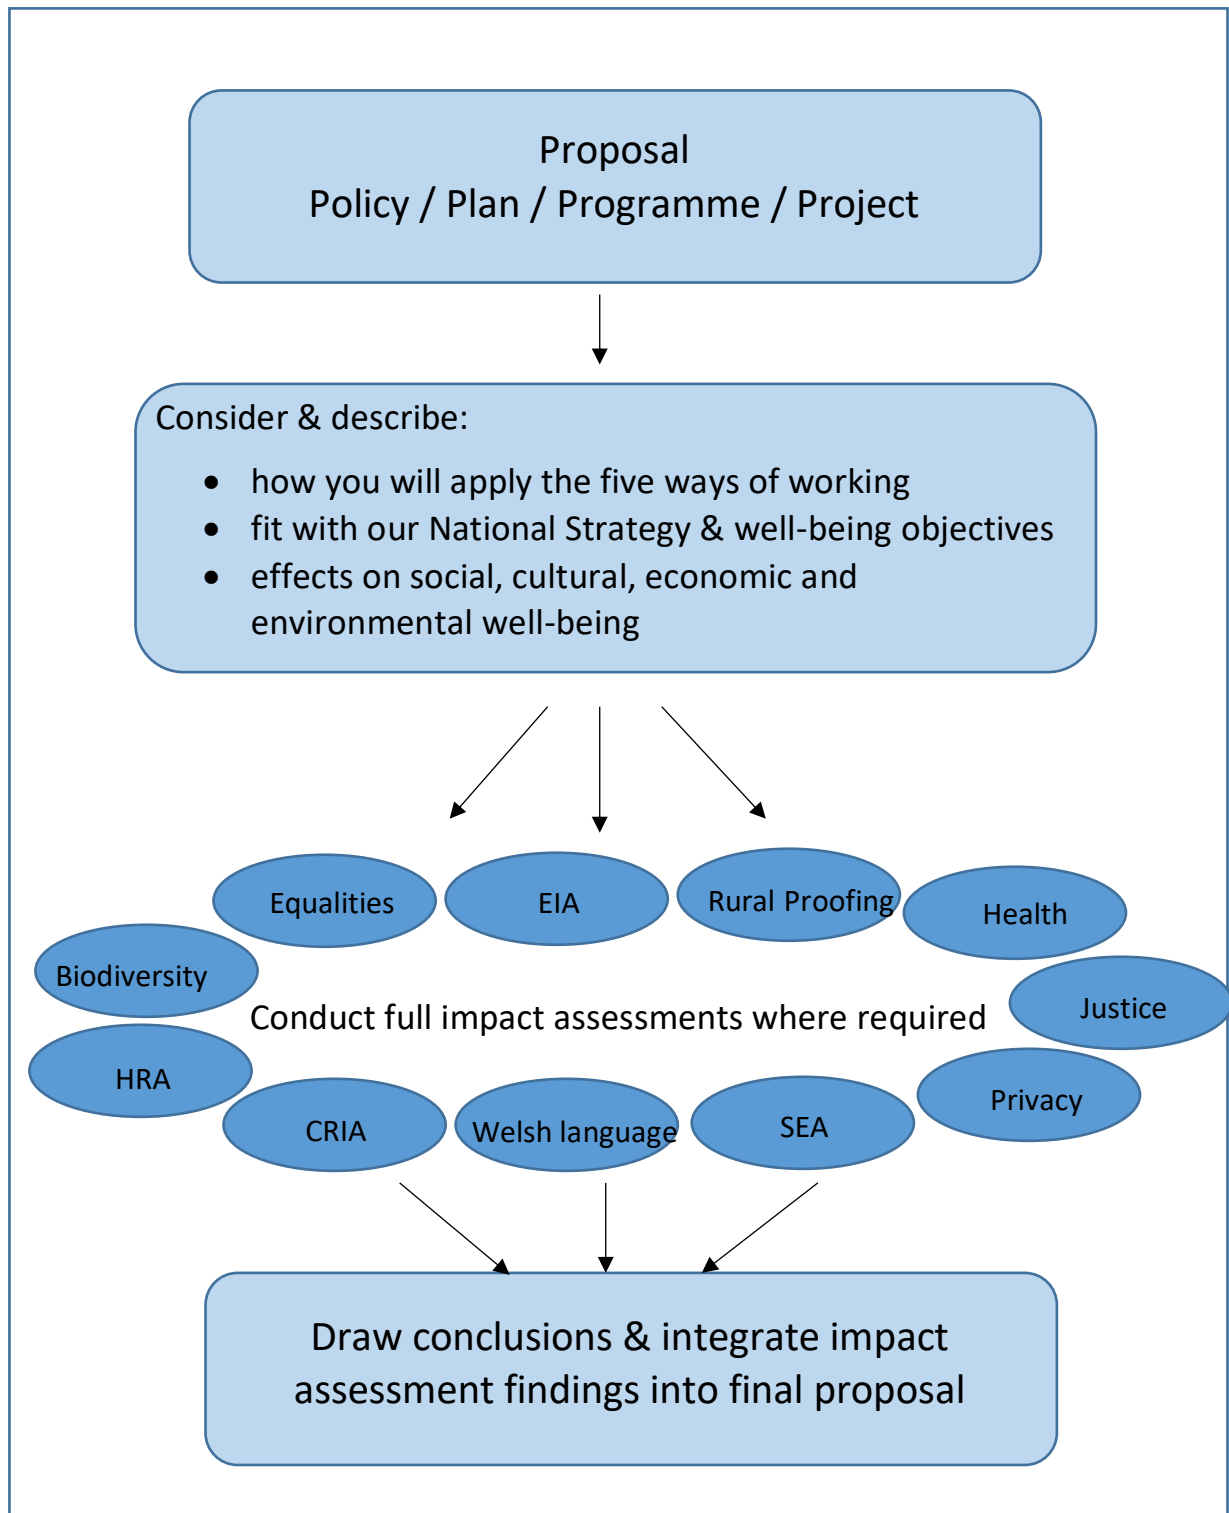 Proposal
Policy / Plan / Programme / Project
Consider & describe:
• how you will apply the five ways of working
• fit with our National Strategy & well-being objectives
• effects on social, cultural, economic and
environmental well-being
Equalities
EIA
Rural Proofing
Health
Biodiversity
Conduct full impact assessments where required
Justice
HRA
Privacy
CRIA
Welsh language
SEA
Draw conclusions & integrate impact
assessment findings into final proposal